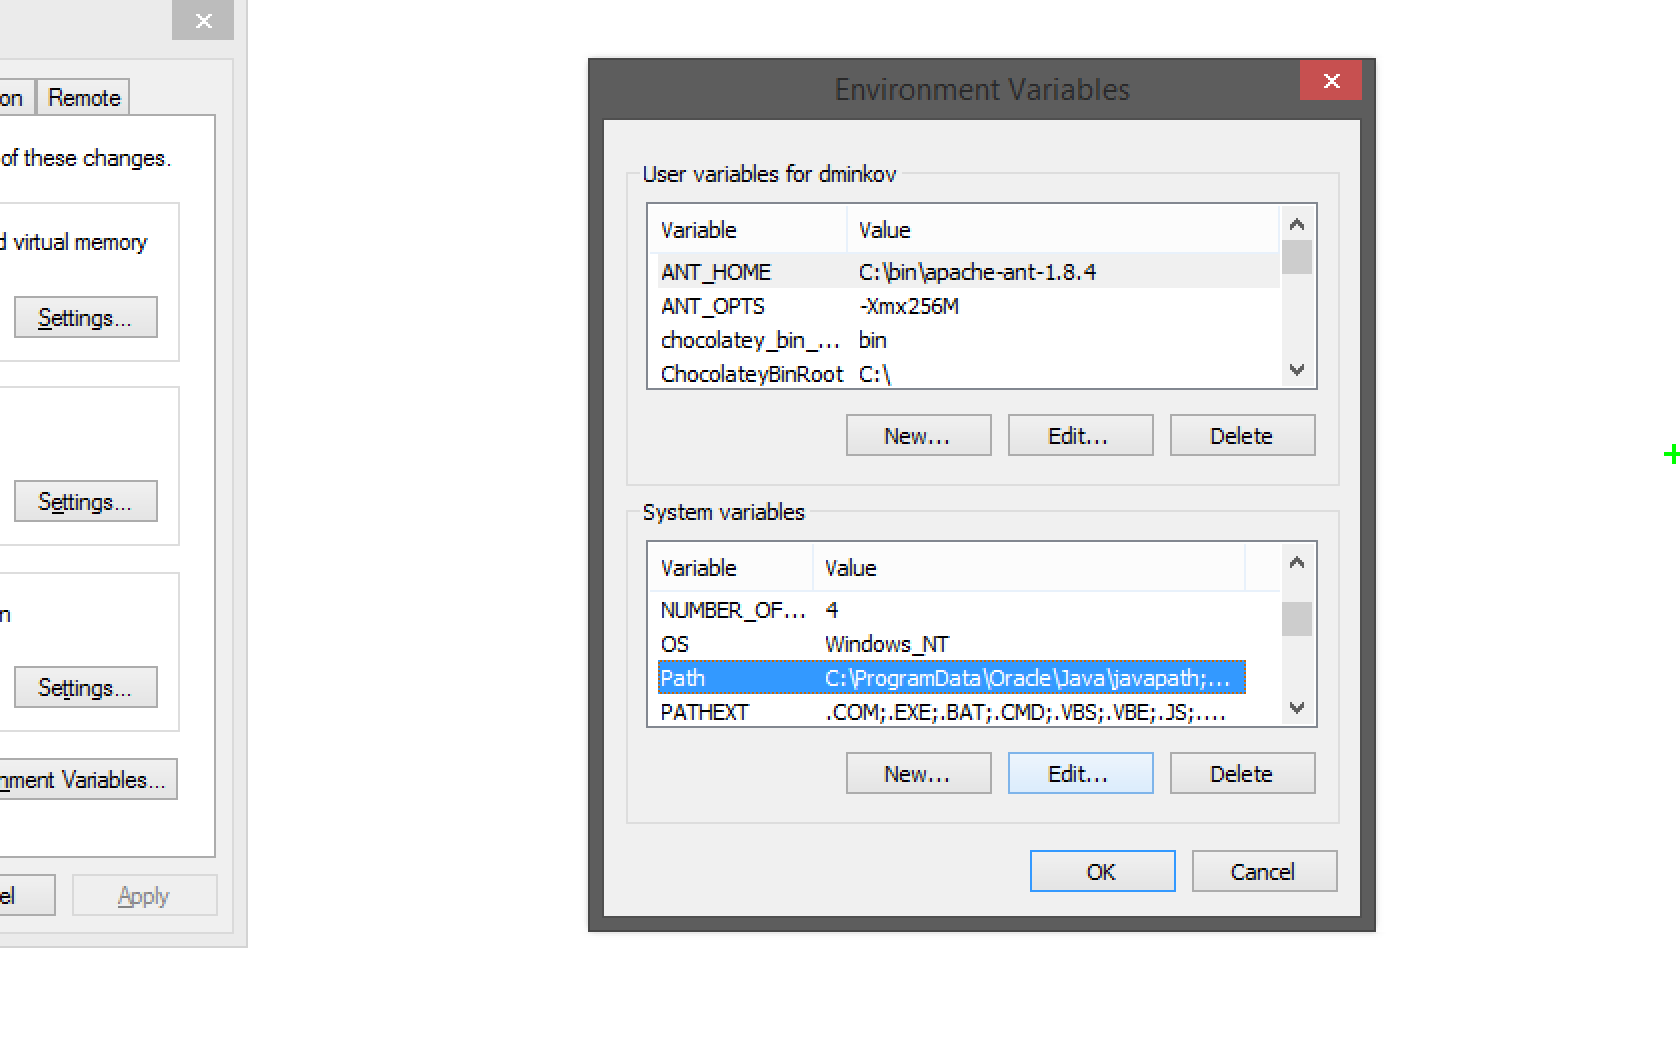 on
Remote
of these changes.
d virtual memory
Settings...
Settings...
n
Settings...
nment Variables...
el
Apply
Environment Variables
User variables for dminkov
Variable Value
ANT_HOME C:\bin\apache-ant-1.8.4
ANT_OPTS -Xmx256M
chocolatey_bin_... bin
ChocolateyBinRoot C:\
New... Edit... Delete
System variables
Variable Value
NUMBER_OF... 4
OS Windows_NT
Path C:\ProgramData\Oracle\Java\javapath;...
PATHEXT .COM;.EXE;.BAT;.CMD;.VBS;.VBE;.JS;....
New... Edit... Delete
OK Cancel